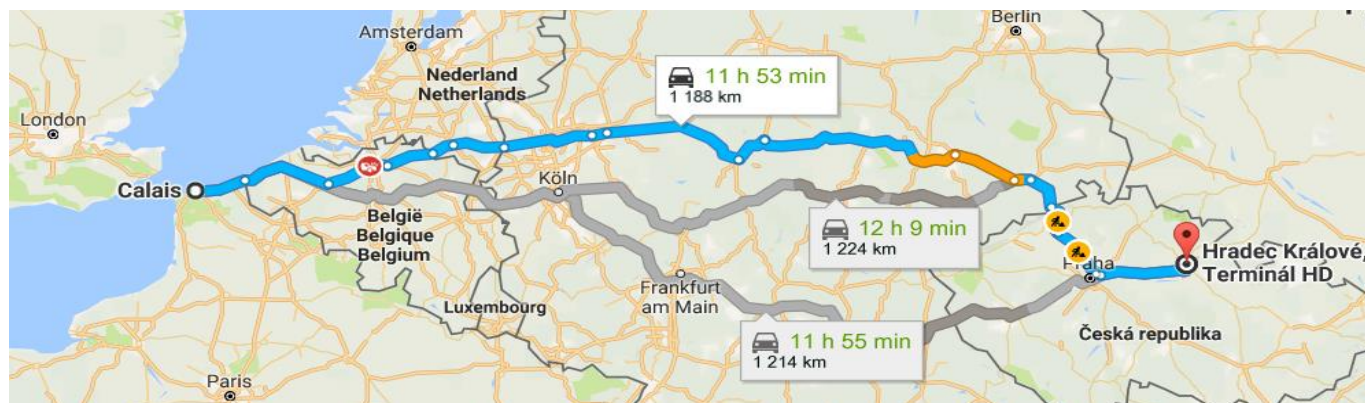 Berlin
Amsterdam
Nederland
Netherlands
11 h 53 min
1 188 km
London
Calais
Köln
België
Belgique
Belgium
12 h 9 min
1 224 km
Hradec Králové,
Terminál HD
Praha
Frankfurt
am Main
Luxembourg
11 h 55 min
1 214 km
Česká republika
Paris